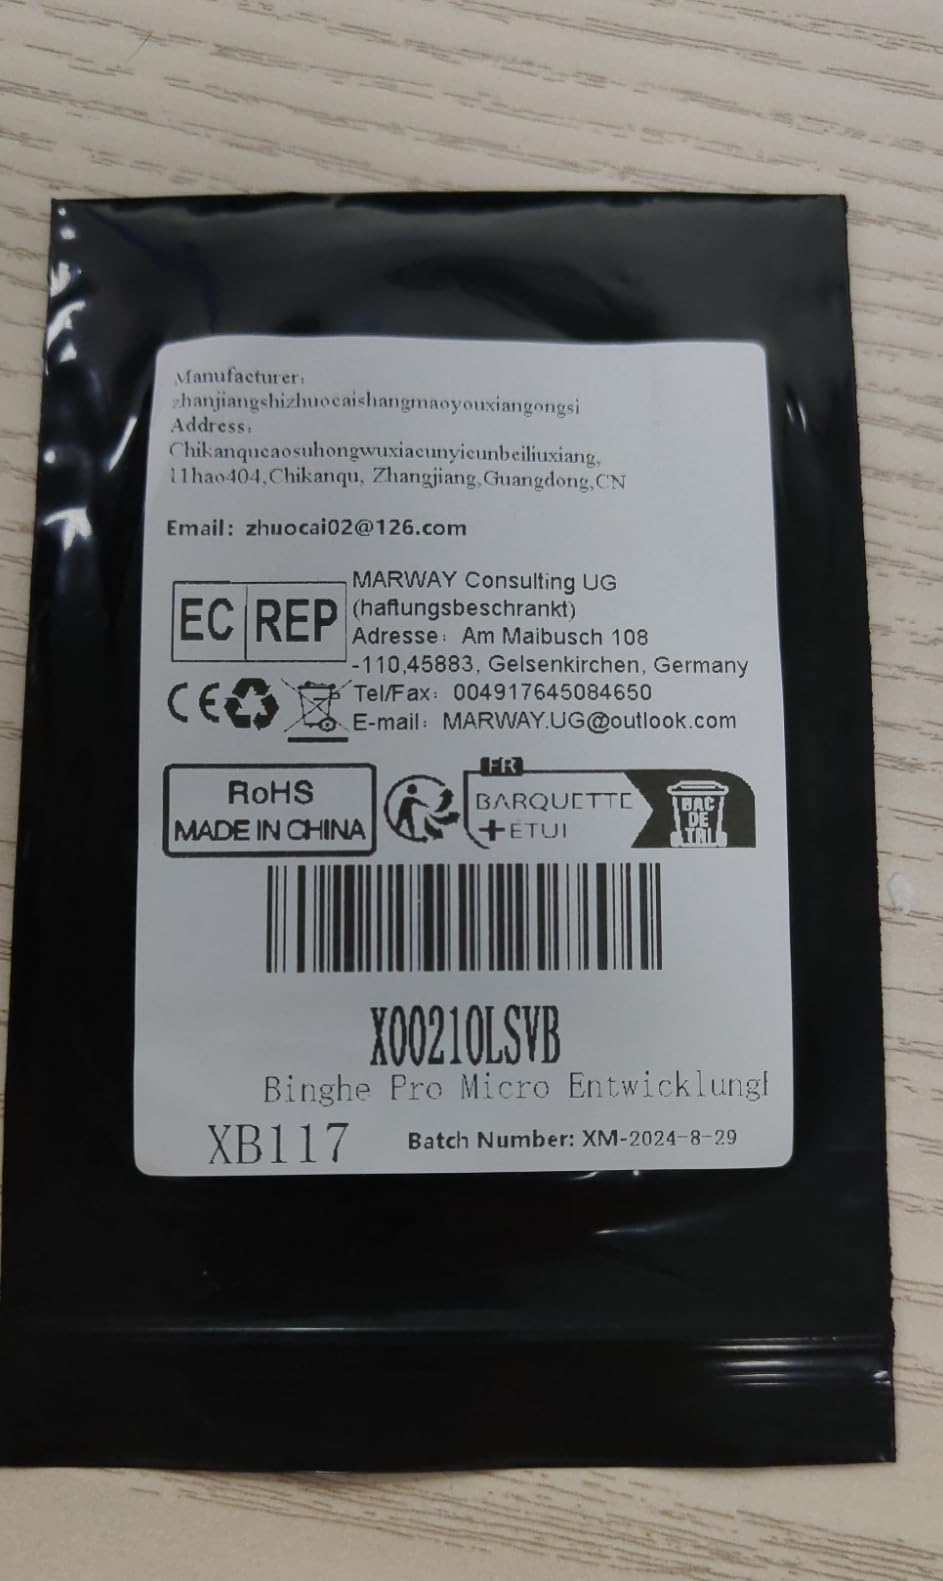 Manufacturer:
zhanjiangshizhuocaishangmaoyouxiangongsi
Address:
Chikanqucaosuhongwuxiacunyicunbeiliuxiang,
11hao404,Chikanqu, Zhangjiang,Guangdong,CN
Email: zhuocai02@126.com
EC REP
MARWAY Consulting UG
(haftungsbeschrankt)
Adresse: Am Maibusch 108
-110,45883, Gelsenkirchen, Germany
Tel/Fax: 004917645084650
E-mail: MARWAY.UG@outlook.com
CE
RoHS
MADE IN CHINA
FR
BARQUETTE
+ÉTUI
BAC
DE
TRI
X00210LSVB
Binghe Pro Micro Entwicklungl
XB117
Batch Number: XM-2024-8-29